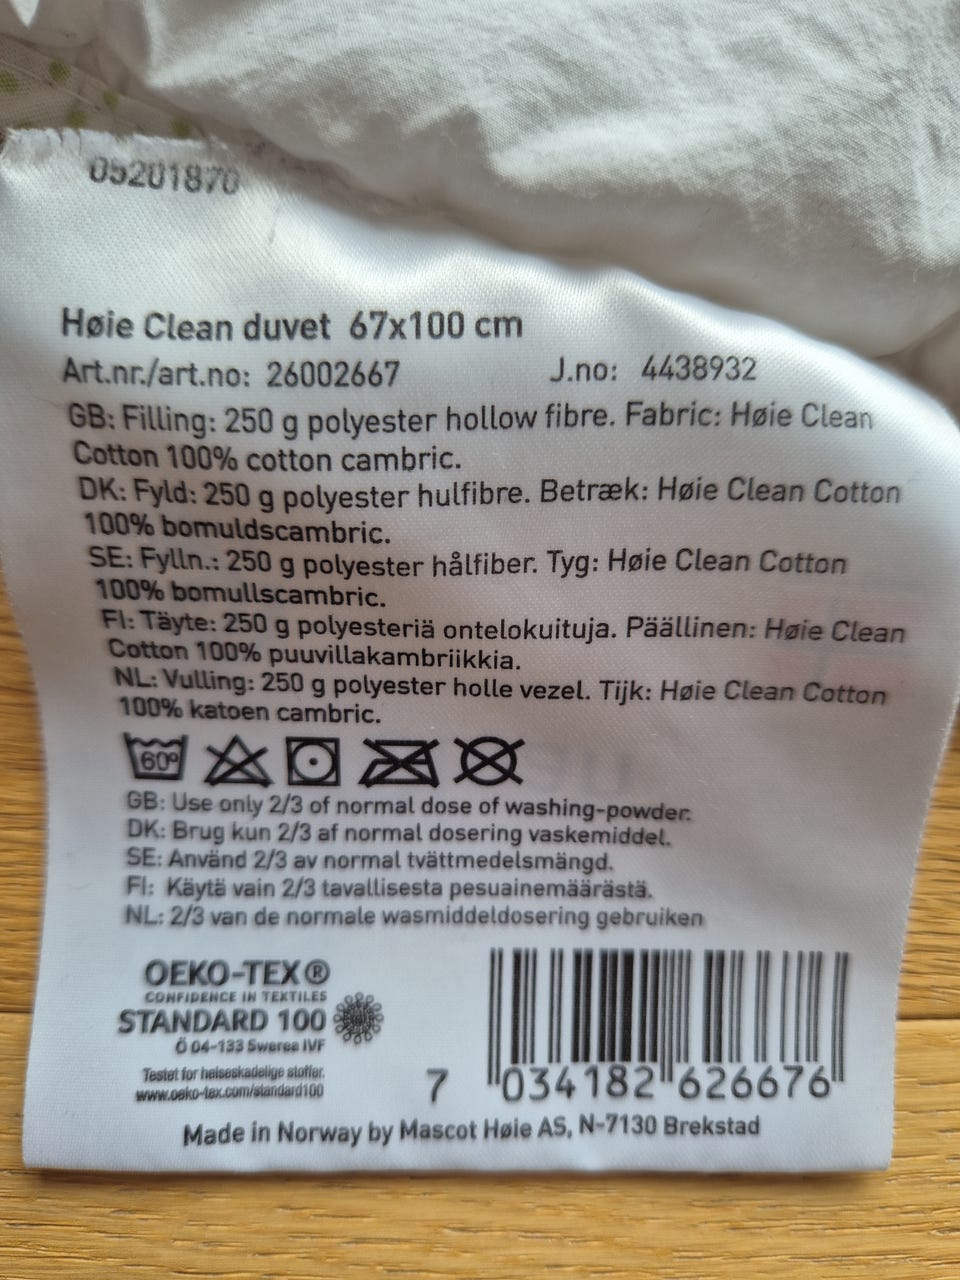 05201870
Høie Clean duvet 67x100 cm
Art.nr./art.no: 26002667 J.no: 4438932
GB: Filling: 250 g polyester hollow fibre. Fabric: Høie Clean
Cotton 100% cotton cambric.
DK: Fyld: 250 g polyester hulfibre. Betræk: Høie Clean Cotton
100% bomuldscambric.
SE: Fylln.: 250 g polyester hålfiber. Tyg: Høie Clean Cotton
100% bomullscambric.
FI: Täyte: 250 g polyesteriä ontelokuituja. Päällinen: Høie Clean
Cotton 100% puuvillakambriikkia.
NL: Vulling: 250 g polyester holle vezel. Tijk: Høie Clean Cotton
100% katoen cambric.
60°
GB: Use only 2/3 of normal dose of washing-powder.
DK: Brug kun 2/3 af normal dosering vaskemiddel.
SE: Använd 2/3 av normal tvättmedelsmängd.
FI: Käytä vain 2/3 tavallisesta pesuainemäärästä.
NL: 2/3 van de normale wasmiddeldosering gebruiken
OEKO-TEX®
CONFIDENCE IN TEXTILES
STANDARD 100
Ö 04-133 Swerea IVF
Testet for helseskadelige stoffer.
www.oeko-tex.com/standard100
7 034182 626676
Made in Norway by Mascot Høie AS, N-7130 Brekstad